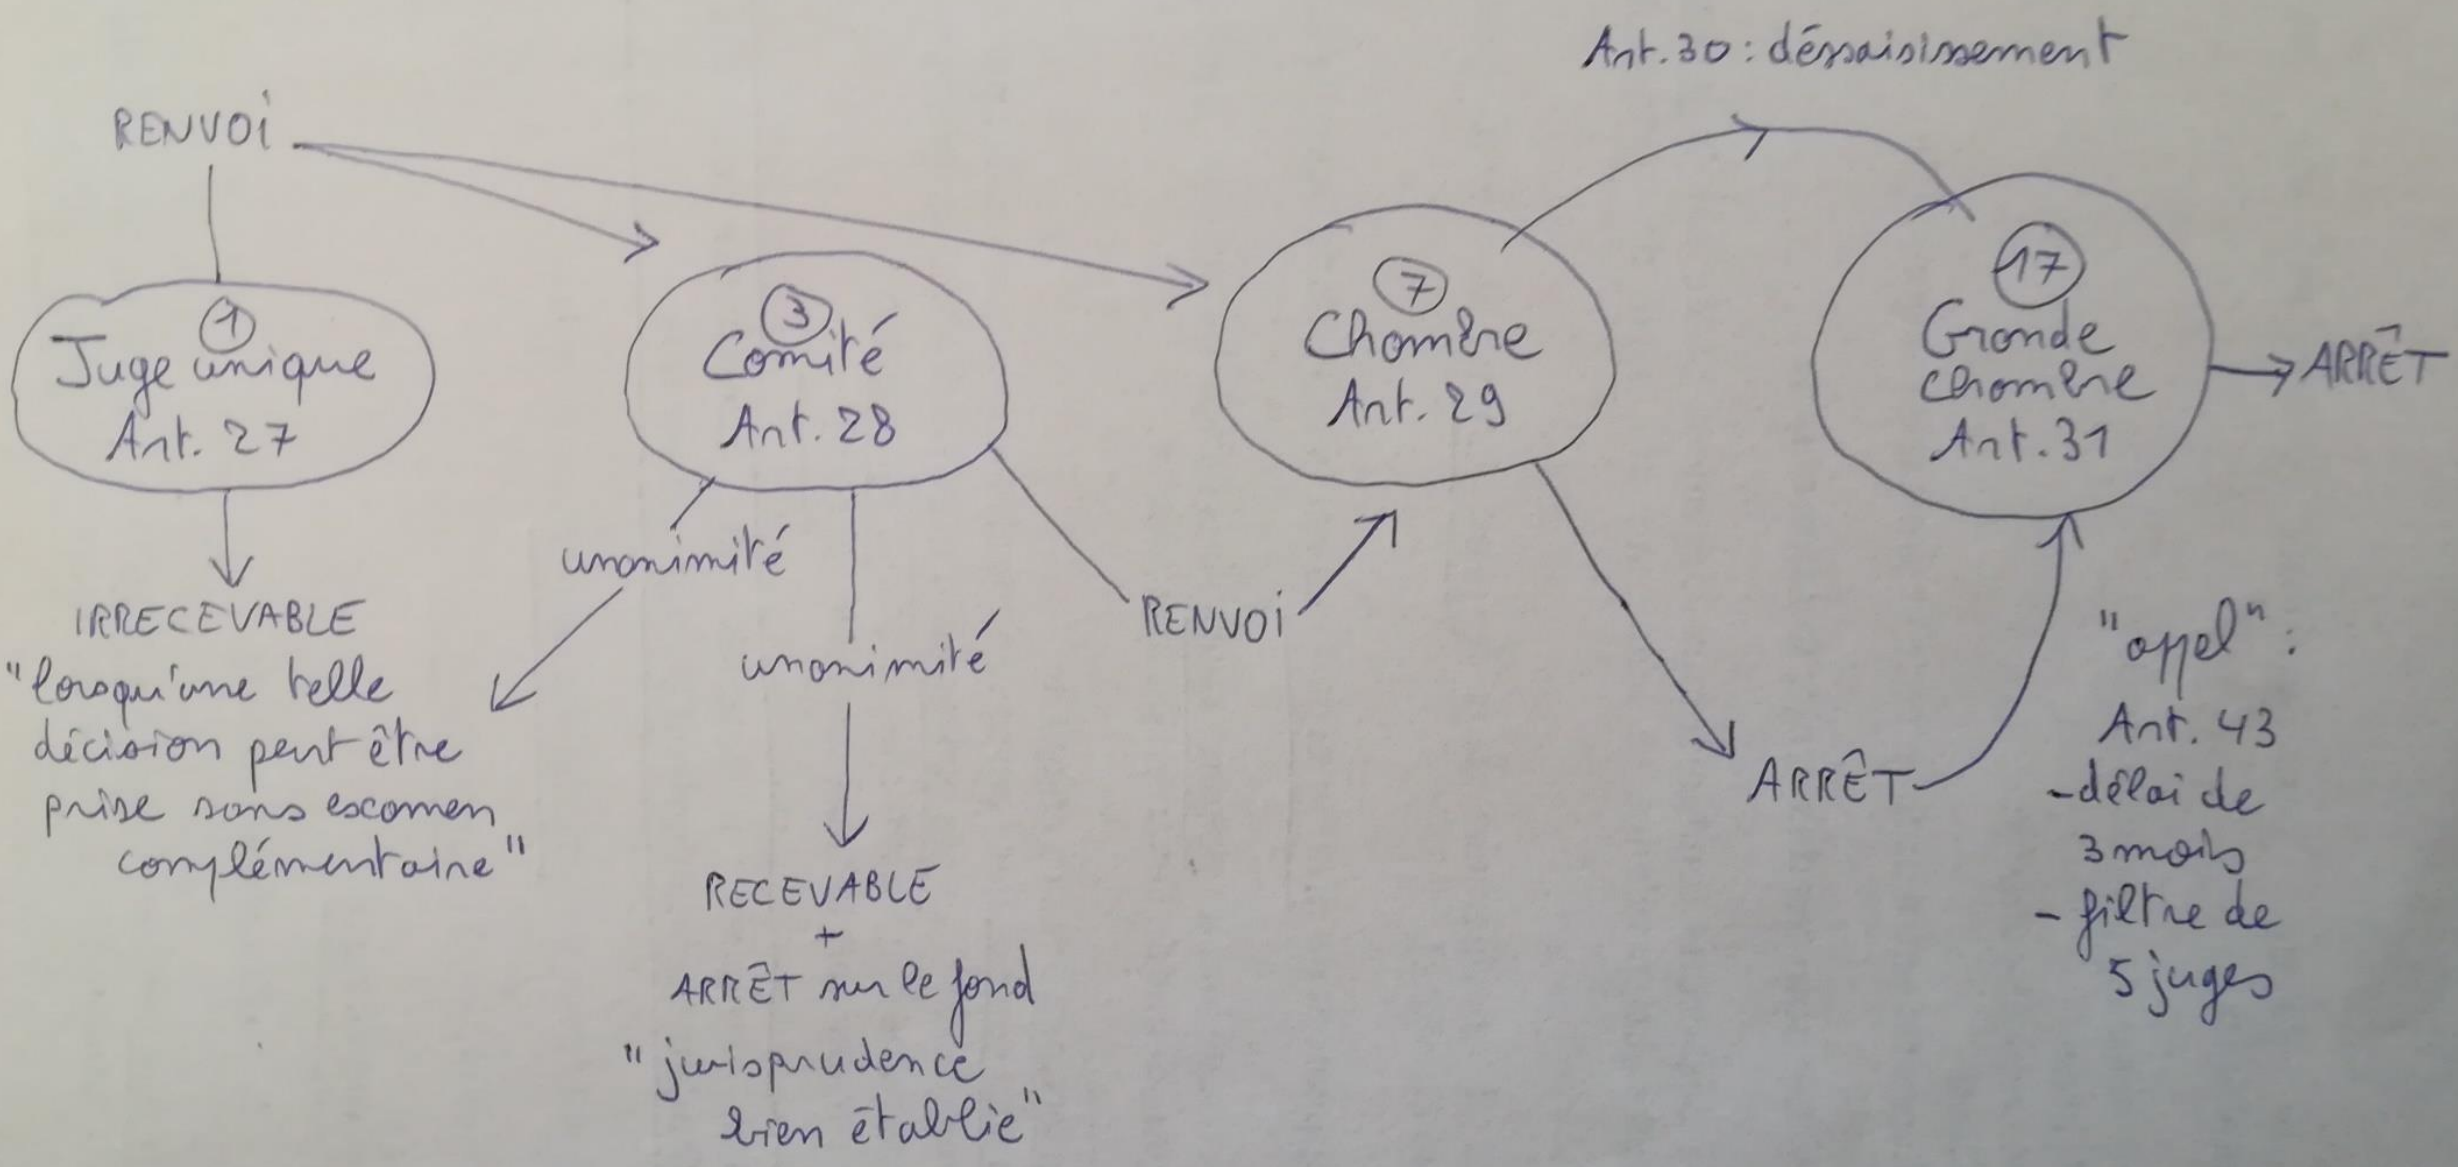 Art. 30 : déssaisissement
RENVOI
1
Juge unique
Art. 27
3
Comité
Art. 28
7
Chambre
Art. 29
17
Grande
chambre
Art. 31
ARRÊT
unanimité
unanimité
RENVOI
IRRECEVABLE
"lorsqu'une telle
décision peut être
prise sans examen
complémentaire"
RECEVABLE
+
ARRÊT sur le fond
"jurisprudence
bien établie"
ARRÊT
"appel" :
Art. 43
- délai de
3 mois
- filtre de
5 juges